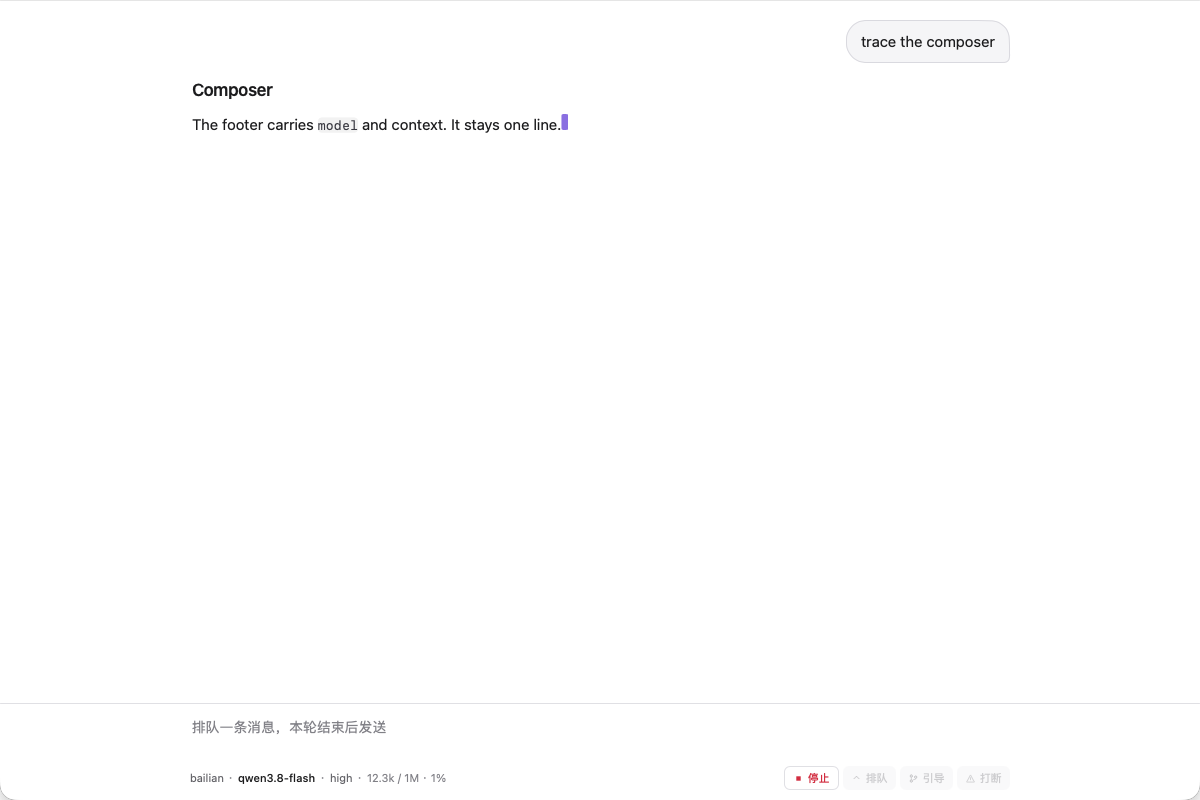 trace the composer
Composer
The footer carries model and context. It stays one line.
排队一条消息，本轮结束后发送
bailian · qwen3.8-flash · high · 12.3k / 1M · 1%
停止 排队 引导 打断